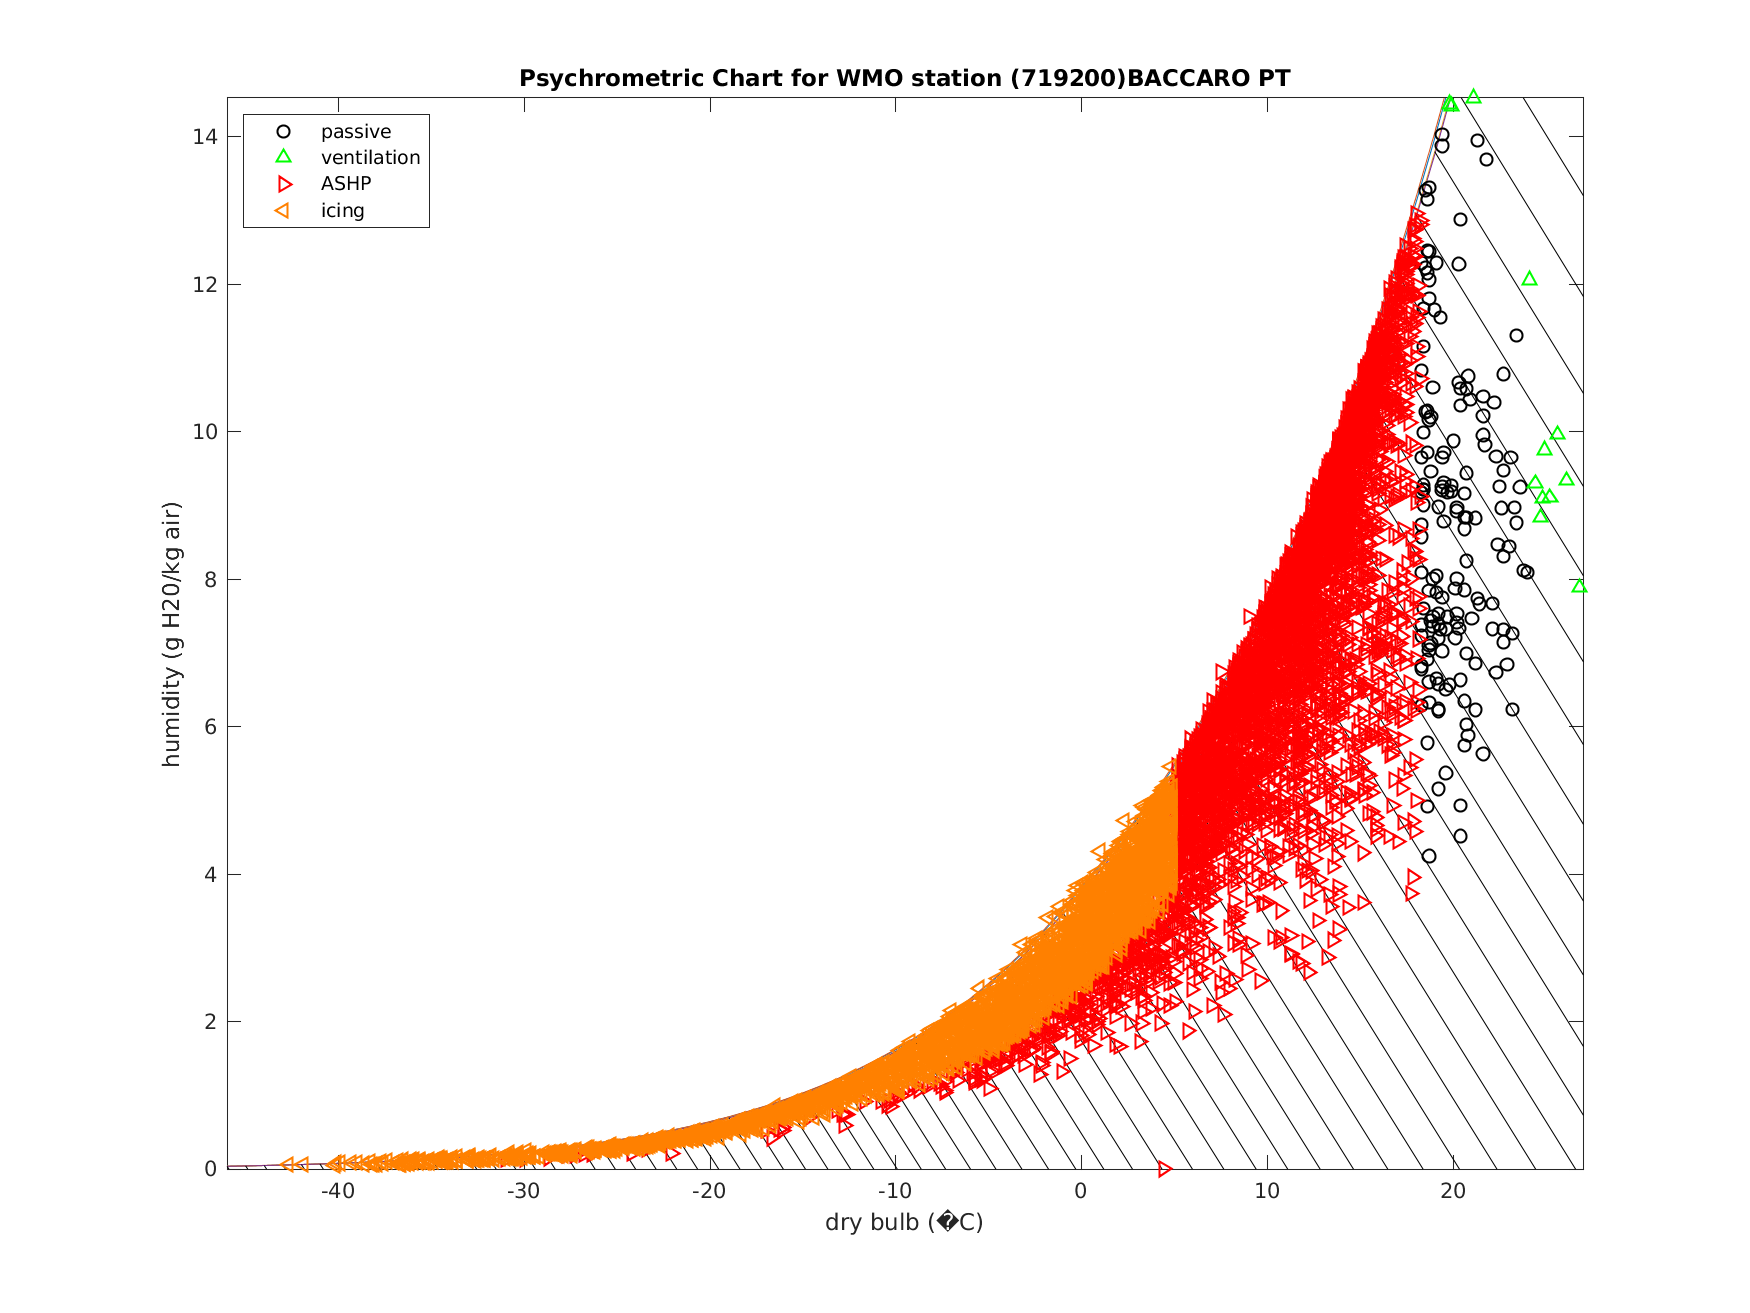 Psychrometric Chart for WMO station (719200)BACCARO PT
passive
ventilation
ASHP
icing
humidity (g H20/kg air)
14
12
10
8
6
4
2
0
-40 -30 -20 -10 0 10 20
dry bulb (�C)